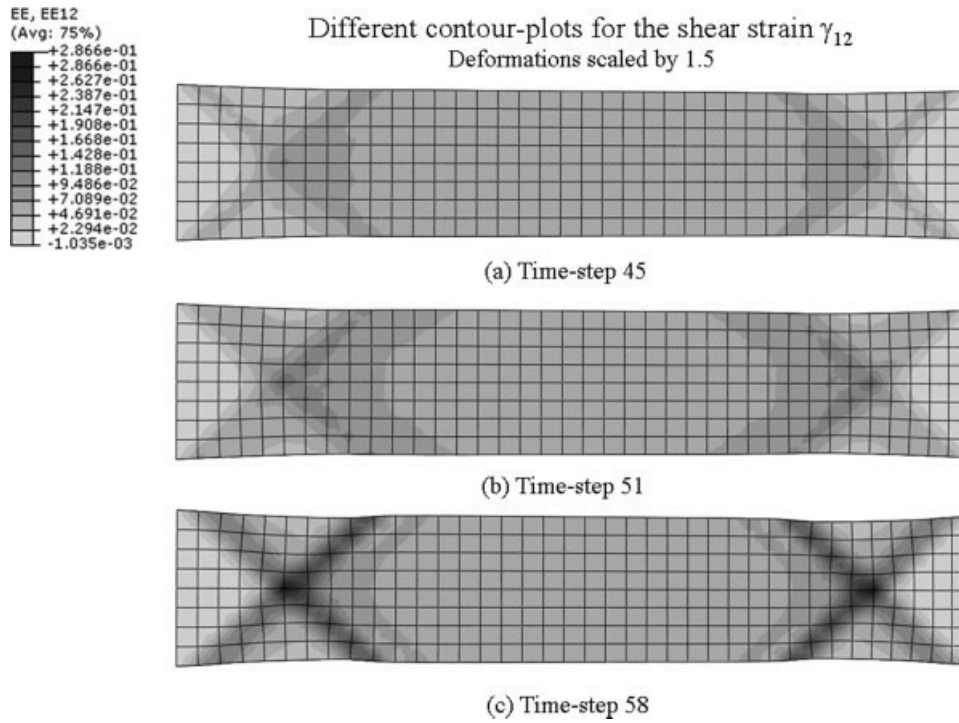 EE, EE12
(Avg: 75%)
+2.866e-01
+2.866e-01
+2.627e-01
+2.387e-01
+2.147e-01
+1.908e-01
+1.668e-01
+1.428e-01
+1.188e-01
+9.486e-02
+7.089e-02
+4.691e-02
+2.294e-02
-1.035e-03
Different contour-plots for the shear strain γ₁₂
Deformations scaled by 1.5
(a) Time-step 45
(b) Time-step 51
(c) Time-step 58